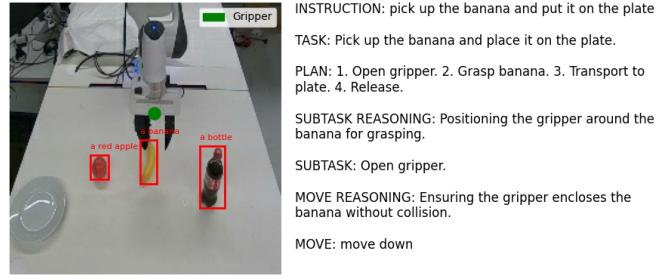 Gripper
a banana
a bottle
a red apple
INSTRUCTION: pick up the banana and put it on the plate
TASK: Pick up the banana and place it on the plate.
PLAN: 1. Open gripper. 2. Grasp banana. 3. Transport to
plate. 4. Release.
SUBTASK REASONING: Positioning the gripper around the
banana for grasping.
SUBTASK: Open gripper.
MOVE REASONING: Ensuring the gripper encloses the
banana without collision.
MOVE: move down